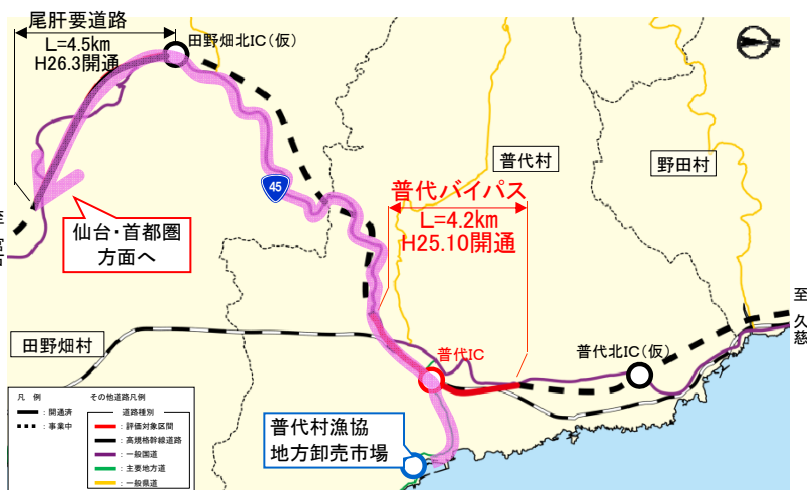 尾肝要道路
L=4.5km
H26.3開通
田野畑北IC(仮)
45
普代村
野田村
普代バイパス
L=4.2km
H25.10開通
仙台・首都圏
方面へ
至 久慈
田野畑村
普代IC
普代北IC(仮)
普代村漁協
地方卸売市場
凡 例
:開通済
:事業中
その他道路凡例
道路種別
:評価対象区間
:高規格幹線道路
:一般国道
:主要地方道
:一般県道